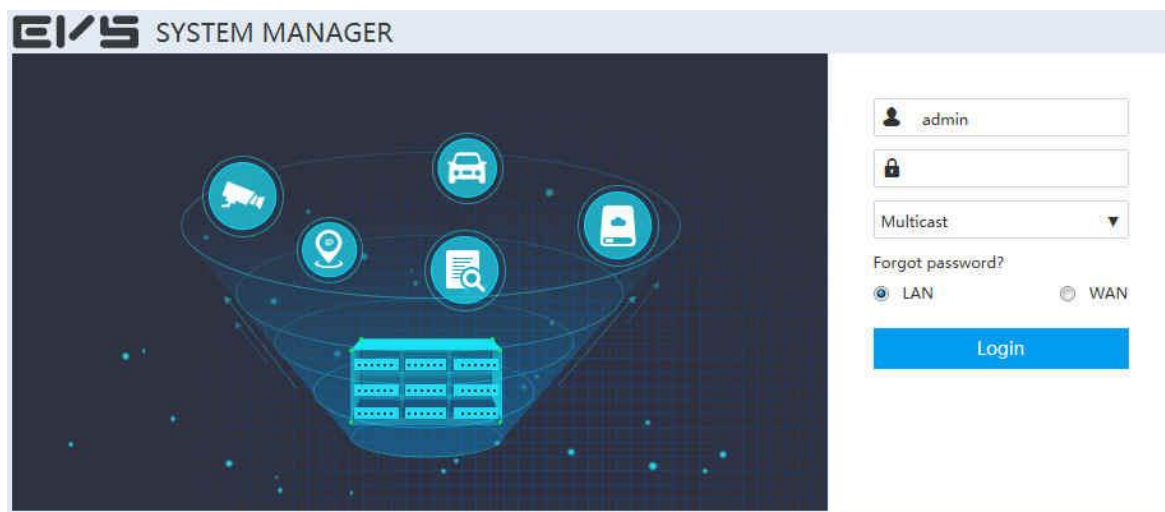 EVS SYSTEM MANAGER
admin
Multicast
Forgot password?
LAN WAN
Login